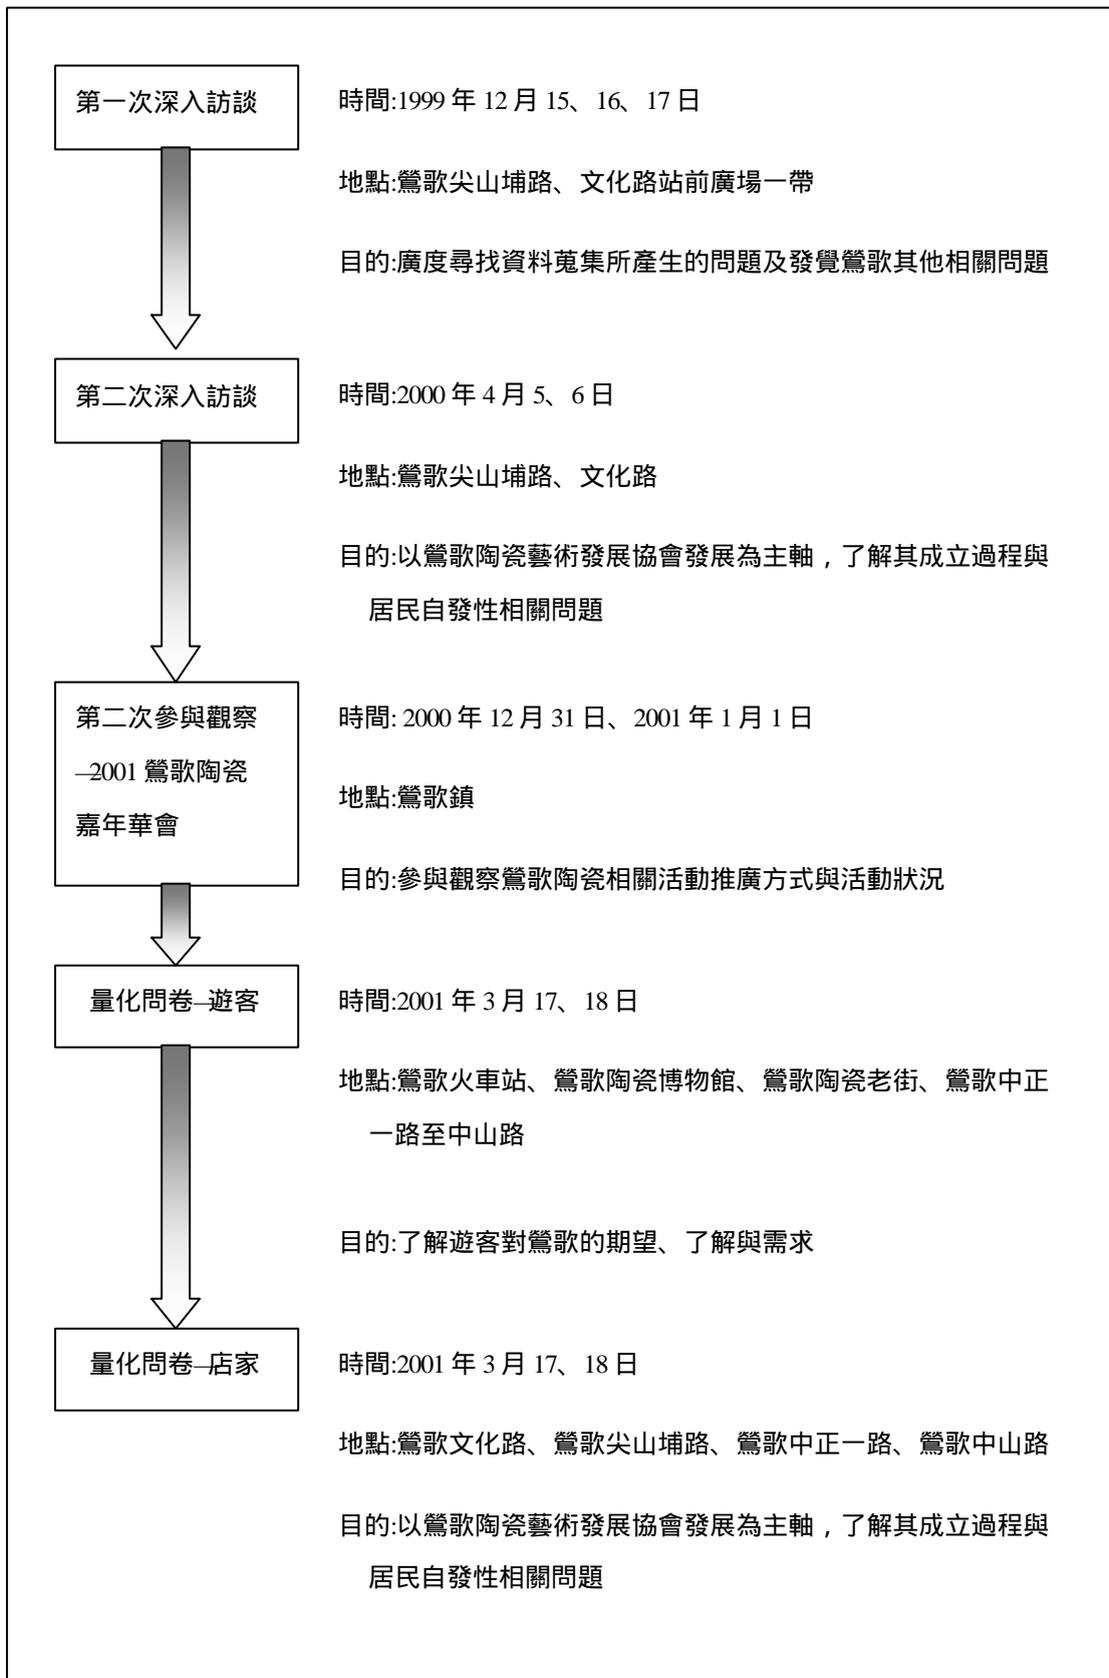 第一次深入訪談
時間:1999 年 12 月 15、16、17 日
地點:鶯歌尖山埔路、文化路站前廣場一帶
目的:廣度尋找資料蒐集所產生的問題及發覺鶯歌其他相關問題
第二次深入訪談
時間:2000 年 4 月 5、6 日
地點:鶯歌尖山埔路、文化路
目的:以鶯歌陶瓷藝術發展協會發展為主軸，了解其成立過程與
居民自發性相關問題
第二次參與觀察
—2001 鶯歌陶瓷
嘉年華會
時間: 2000 年 12 月 31 日、2001 年 1 月 1 日
地點:鶯歌鎮
目的:參與觀察鶯歌陶瓷相關活動推廣方式與活動狀況
量化問卷—遊客
時間:2001 年 3 月 17、18 日
地點:鶯歌火車站、鶯歌陶瓷博物館、鶯歌陶瓷老街、鶯歌中正
一路至中山路
目的:了解遊客對鶯歌的期望、了解與需求
量化問卷—店家
時間:2001 年 3 月 17、18 日
地點:鶯歌文化路、鶯歌尖山埔路、鶯歌中正一路、鶯歌中山路
目的:以鶯歌陶瓷藝術發展協會發展為主軸，了解其成立過程與
居民自發性相關問題